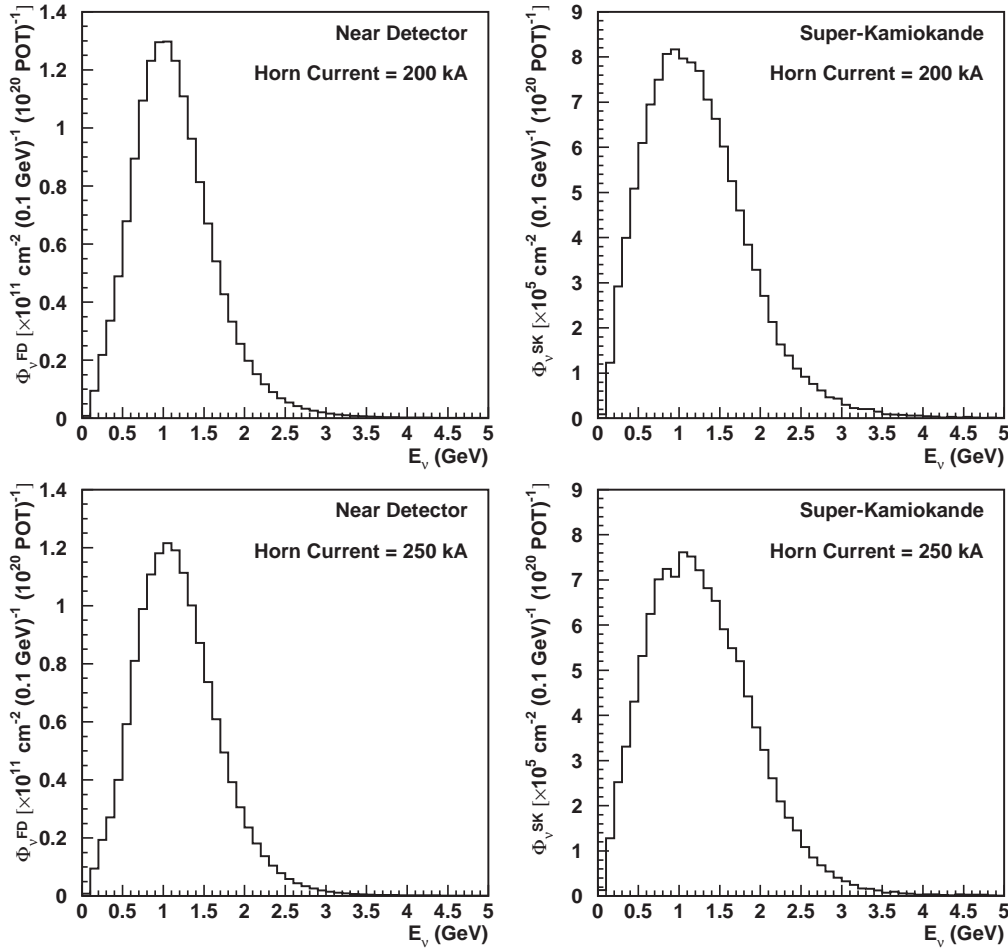 Near Detector
Horn Current = 200 kA
Φν^FD [×10^11 cm^-2 (0.1 GeV)^-1 (10^20 POT)^-1]
1.4
1.2
1
0.8
0.6
0.4
0.2
0
0 0.5 1 1.5 2 2.5 3 3.5 4 4.5 5
Eν (GeV)
Super-Kamiokande
Horn Current = 200 kA
Φν^SK [×10^5 cm^-2 (0.1 GeV)^-1 (10^20 POT)^-1]
9
8
7
6
5
4
3
2
1
0
0 0.5 1 1.5 2 2.5 3 3.5 4 4.5 5
Eν (GeV)
Near Detector
Horn Current = 250 kA
Φν^FD [×10^11 cm^-2 (0.1 GeV)^-1 (10^20 POT)^-1]
1.4
1.2
1
0.8
0.6
0.4
0.2
0
0 0.5 1 1.5 2 2.5 3 3.5 4 4.5 5
Eν (GeV)
Super-Kamiokande
Horn Current = 250 kA
Φν^SK [×10^5 cm^-2 (0.1 GeV)^-1 (10^20 POT)^-1]
9
8
7
6
5
4
3
2
1
0
0 0.5 1 1.5 2 2.5 3 3.5 4 4.5 5
Eν (GeV)